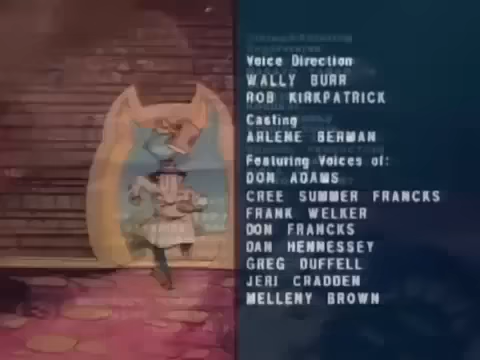 Voice Direction
WALLY BURR
ROB KIRKPATRICK
Casting
ARLENE BERMAN
Featuring Voices of:
DON ADAMS
CREE SUMMER FRANCKS
FRANK WELKER
DON FRANCKS
DAN HENNESSEY
GREG DUFFELL
JERI CRADDEN
MELLENY BROWN